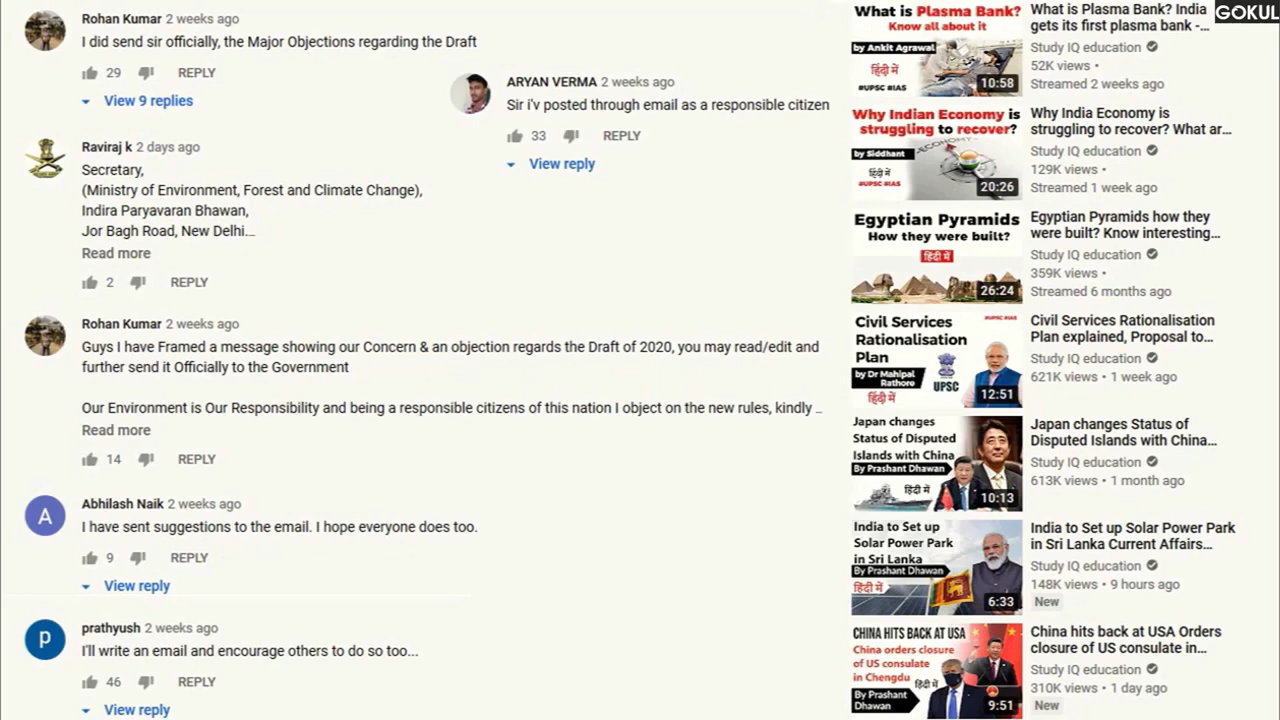 Rohan Kumar 2 weeks ago
I did send sir officially, the Major Objections regarding the Draft
29 REPLY
View 9 replies
ARYAN VERMA 2 weeks ago
Sir i'v posted through email as a responsible citizen
33 REPLY
View reply
Raviraj k 2 days ago
Secretary,
(Ministry of Environment, Forest and Climate Change),
Indira Paryavaran Bhawan,
Jor Bagh Road, New Delhi...
Read more
2 REPLY
Rohan Kumar 2 weeks ago
Guys I have Framed a message showing our Concern & an objection regards the Draft of 2020, you may read/edit and
further send it Officially to the Government
Our Environment is Our Responsibility and being a responsible citizens of this nation I object on the new rules, kindly ...
Read more
14 REPLY
A
Abhilash Naik 2 weeks ago
I have sent suggestions to the email. I hope everyone does too.
9 REPLY
View reply
p
prathyush 2 weeks ago
I'll write an email and encourage others to do so too...
46 REPLY
View reply
GOKUL
What is Plasma Bank?
Know all about it
by Ankit Agrawal
हिंदी में
#UPSC #IAS
10:58
What is Plasma Bank? India
gets its first plasma bank -...
Study IQ education
52K views •
Streamed 2 weeks ago
Why Indian Economy is
struggling to recover?
by Siddhant
ECONOMY
हिंदी में
#UPSC #IAS
20:26
Why India Economy is
struggling to recover? What ar...
Study IQ education
129K views •
Streamed 1 week ago
Egyptian Pyramids
How they were built?
हिंदी में
26:24
Egyptian Pyramids how they
were built? Know interesting...
Study IQ education
359K views •
Streamed 6 months ago
Civil Services
Rationalisation
Plan
#UPSC #IAS
by Dr Mahipal
Rathore
UPSC
हिंदी में
12:51
Civil Services Rationalisation
Plan explained, Proposal to...
Study IQ education
621K views • 1 week ago
Japan changes
Status of Disputed
Islands with China
By Prashant Dhawan
हिंदी में
10:13
Japan changes Status of
Disputed Islands with China...
Study IQ education
613K views • 1 month ago
India to Set up
Solar Power Park
in Sri Lanka
By Prashant Dhawan
हिंदी में
6:33
India to Set up Solar Power Park
in Sri Lanka Current Affairs...
Study IQ education
148K views • 9 hours ago
New
CHINA HITS BACK AT USA
China orders closure
of US consulate
in Chengdu
हिंदी में
By Prashant
Dhawan
9:51
China hits back at USA Orders
closure of US consulate in...
Study IQ education
310K views • 1 day ago
New